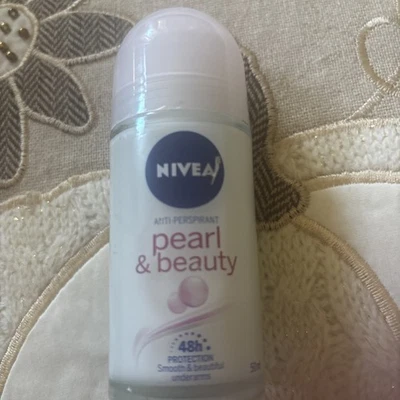 NIVEA
ANTI-PERSPIRANT
pearl
& beauty
48h
PROTECTION
Smooth & beautiful
underarms